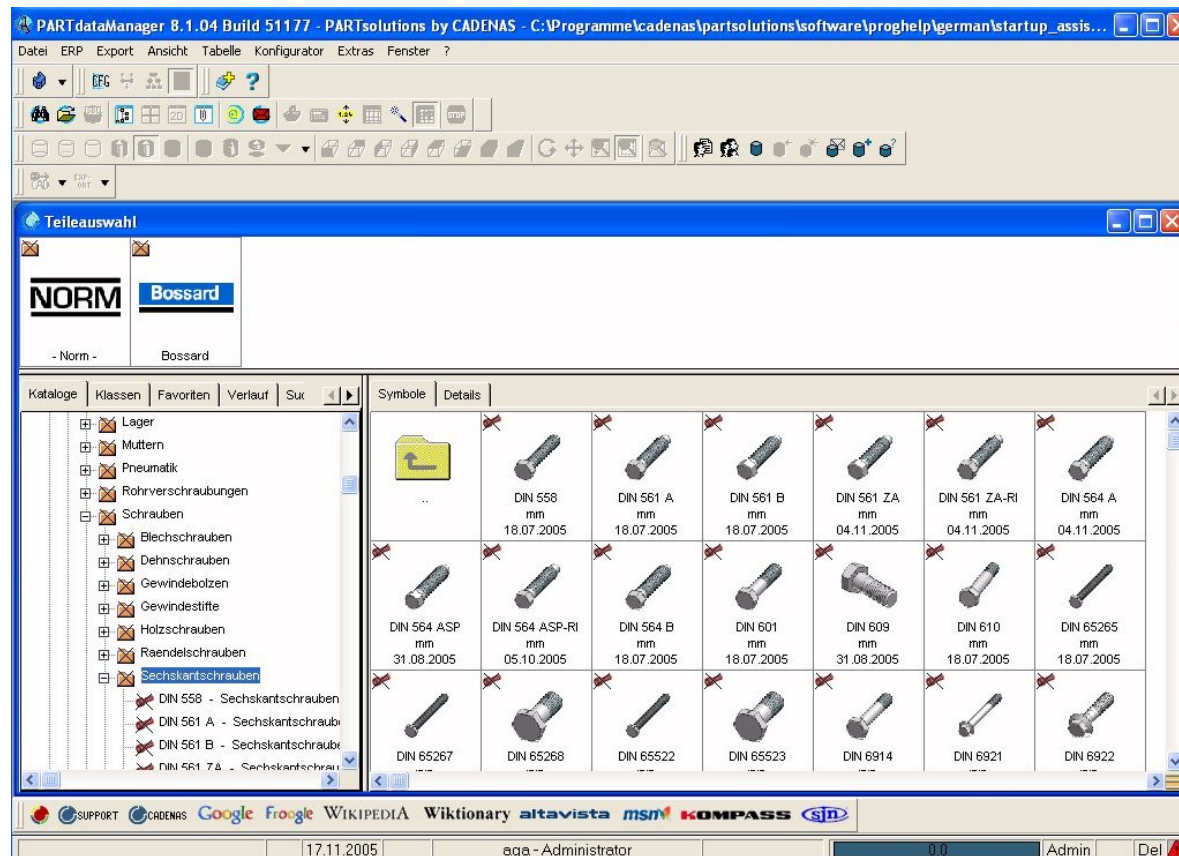 PARTdataManager 8.1.04 Build 51177 - PARTsolutions by CADENAS - C:\Programme\cadenas\partsolutions\software\proghelp\german\startup_assis...
Datei ERP Export Ansicht Tabelle Konfigurator Extras Fenster ?
Teileauswahl
NORM
Bossard
- Norm - Bossard
Kataloge Klassen Favoriten Verlauf Suc
Symbole Details
Lager
Muttern
Pneumatik
Rohrverschraubungen
Schrauben
Blechschrauben
Dehnschrauben
Gewindebolzen
Gewindestifte
Holzschrauben
Raendelschrauben
Sechskantschrauben
DIN 558 - Sechskantschrauben
DIN 561 A - Sechskantschraube
DIN 561 B - Sechskantschraube
DIN 561 ZA - Sechskantschrau
.. DIN 558 DIN 561 A DIN 561 B DIN 561 ZA DIN 561 ZA-RI DIN 564 A
mm mm mm mm mm mm
18.07.2005 18.07.2005 18.07.2005 04.11.2005 04.11.2005 04.11.2005
DIN 564 ASP DIN 564 ASP-RI DIN 564 B DIN 601 DIN 609 DIN 610 DIN 65265
mm mm mm mm mm mm mm
31.08.2005 05.10.2005 18.07.2005 18.07.2005 31.08.2005 18.07.2005 18.07.2005
DIN 65267 DIN 65268 DIN 65522 DIN 65523 DIN 6914 DIN 6921 DIN 6922
SUPPORT CADENAS Google Froogle WIKIPEDIA Wiktionary altavista msn KOMPASS sjn
17.11.2005 aga - Administrator 0.0 Admin Del